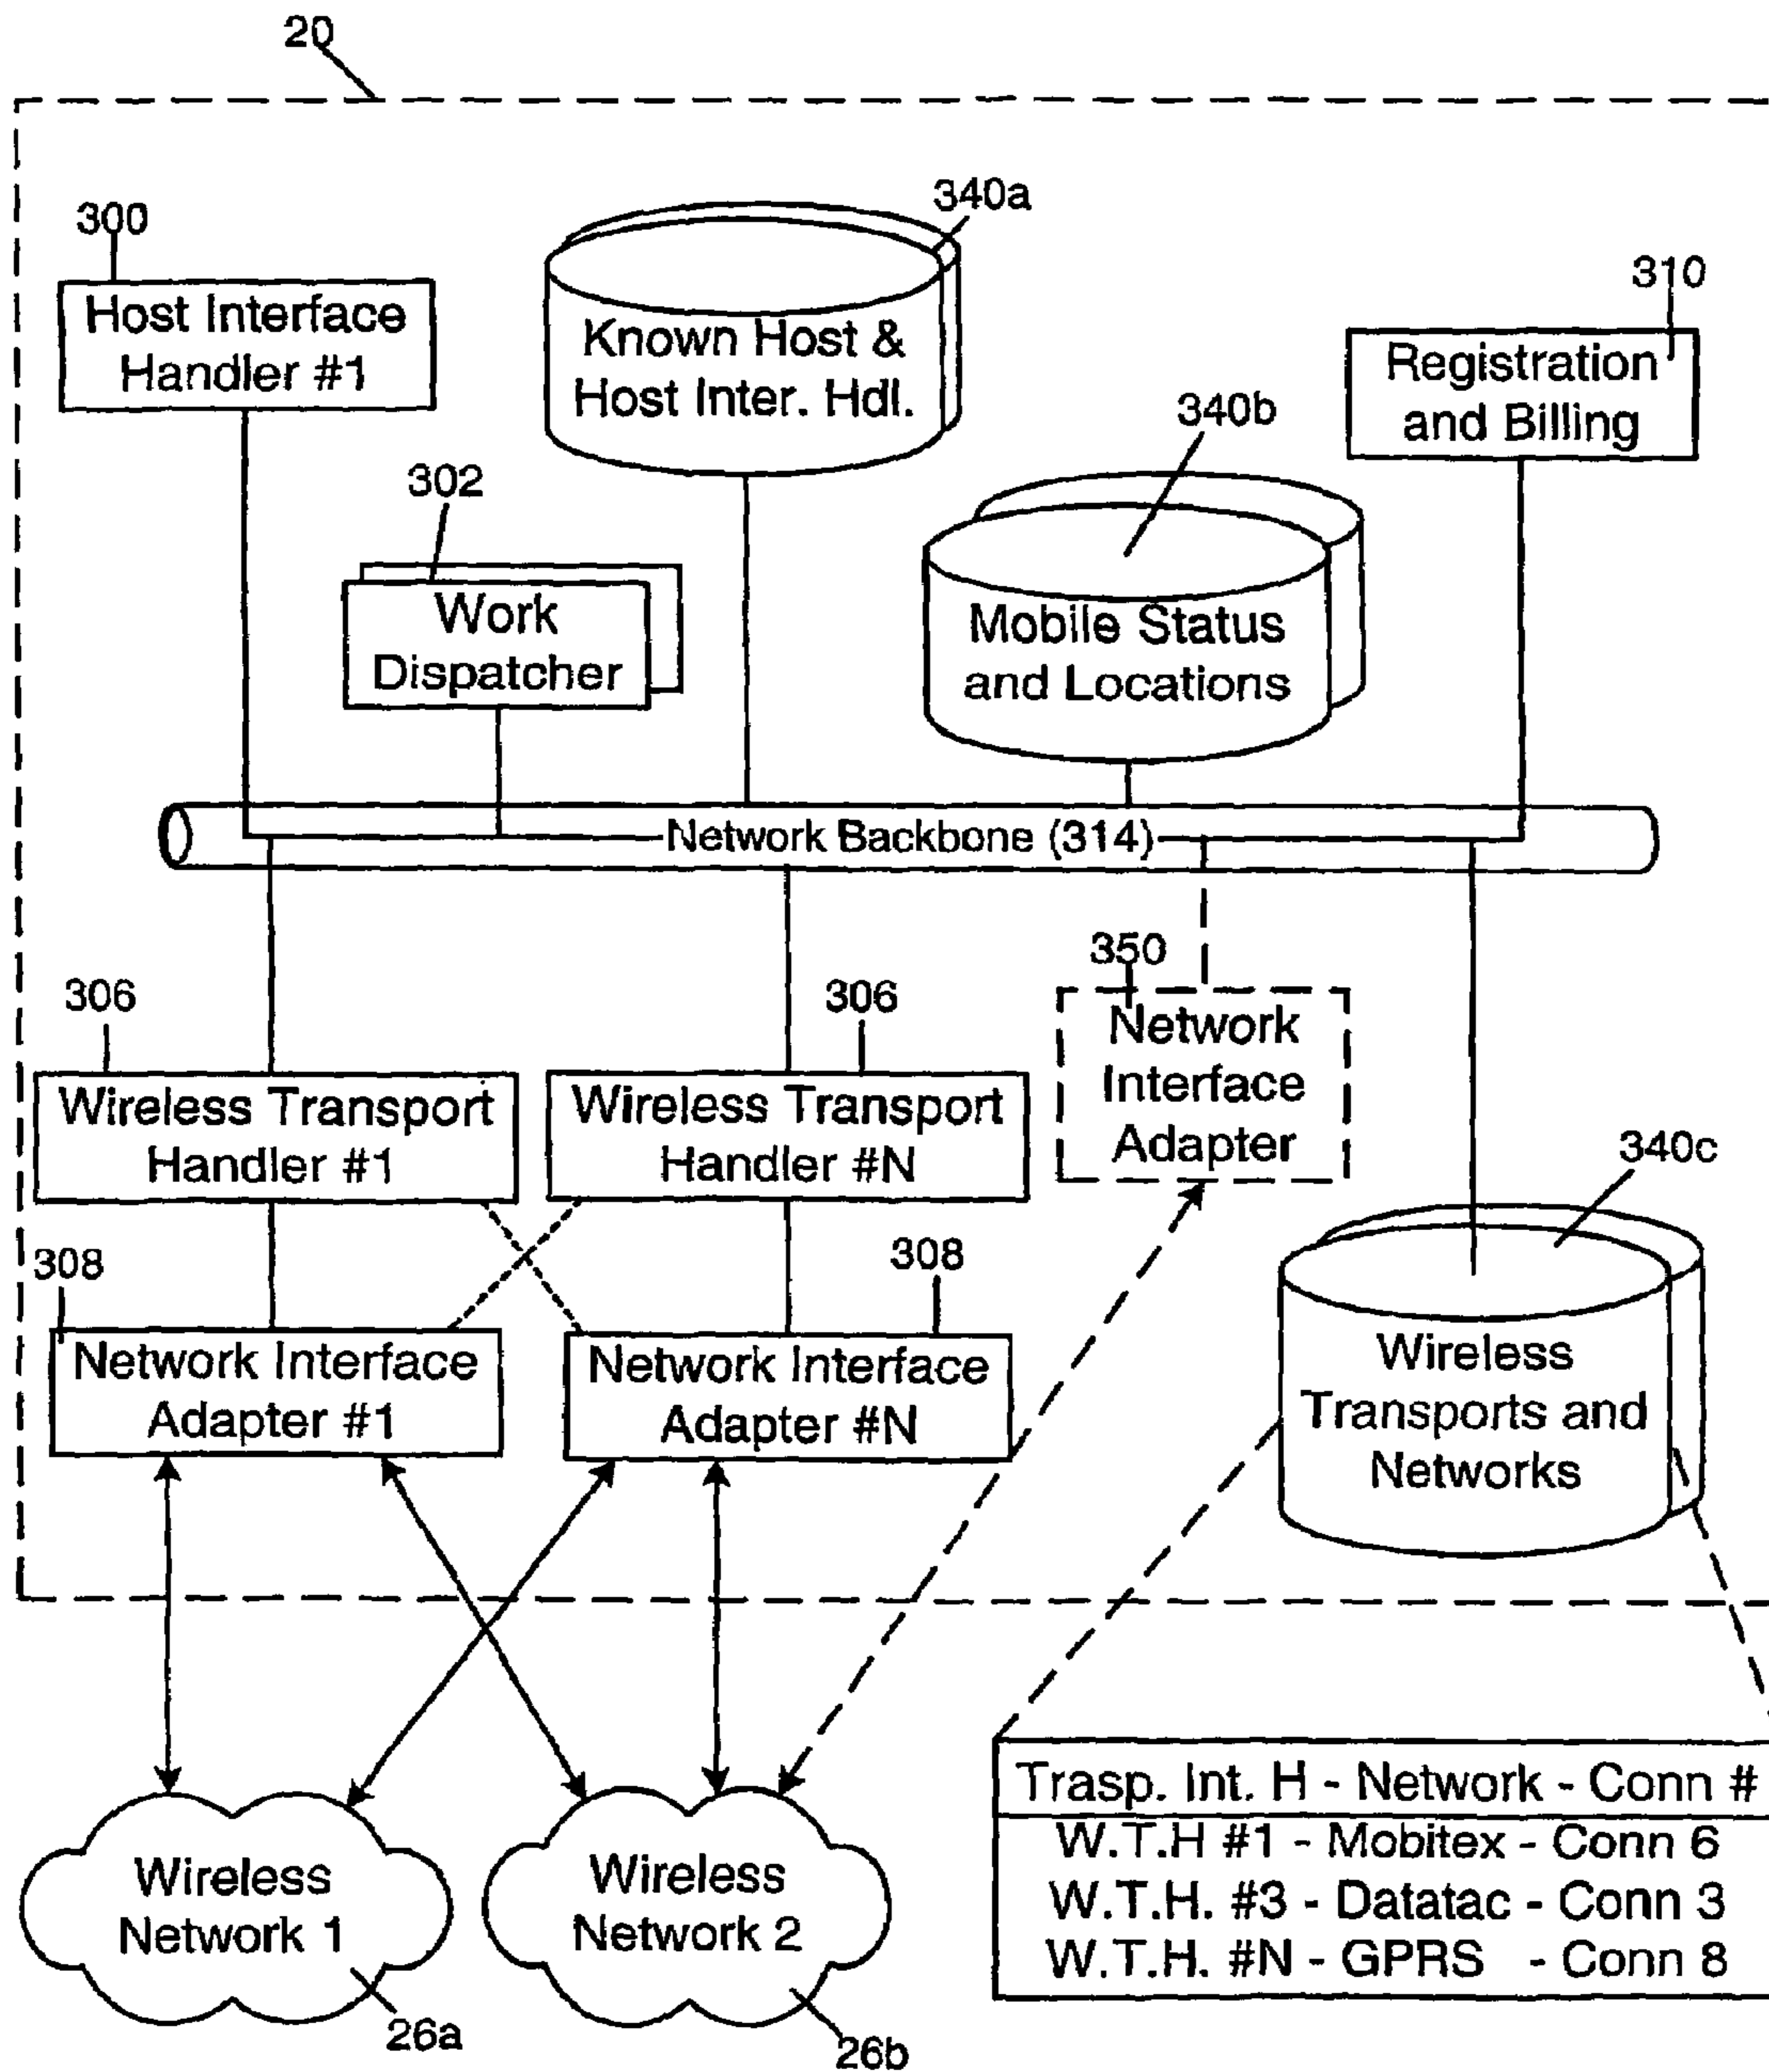 20
340a
300
310
Host Interface
Handler #1
Known Host &
Host Inter. Hdl.
Registration
and Billing
340b
302
Work
Dispatcher
Mobile Status
and Locations
Network Backbone (314)
350
306
306
Network
Interface
Adapter
Wireless Transport
Handler #1
Wireless Transport
Handler #N
340c
308
308
Network Interface
Adapter #1
Network Interface
Adapter #N
Wireless
Transports and
Networks
Trasp. Int. H - Network - Conn #
W.T.H #1 - Mobitex - Conn 6
W.T.H. #3 - Datatac - Conn 3
W.T.H. #N - GPRS - Conn 8
Wireless
Network 1
Wireless
Network 2
26a
26b